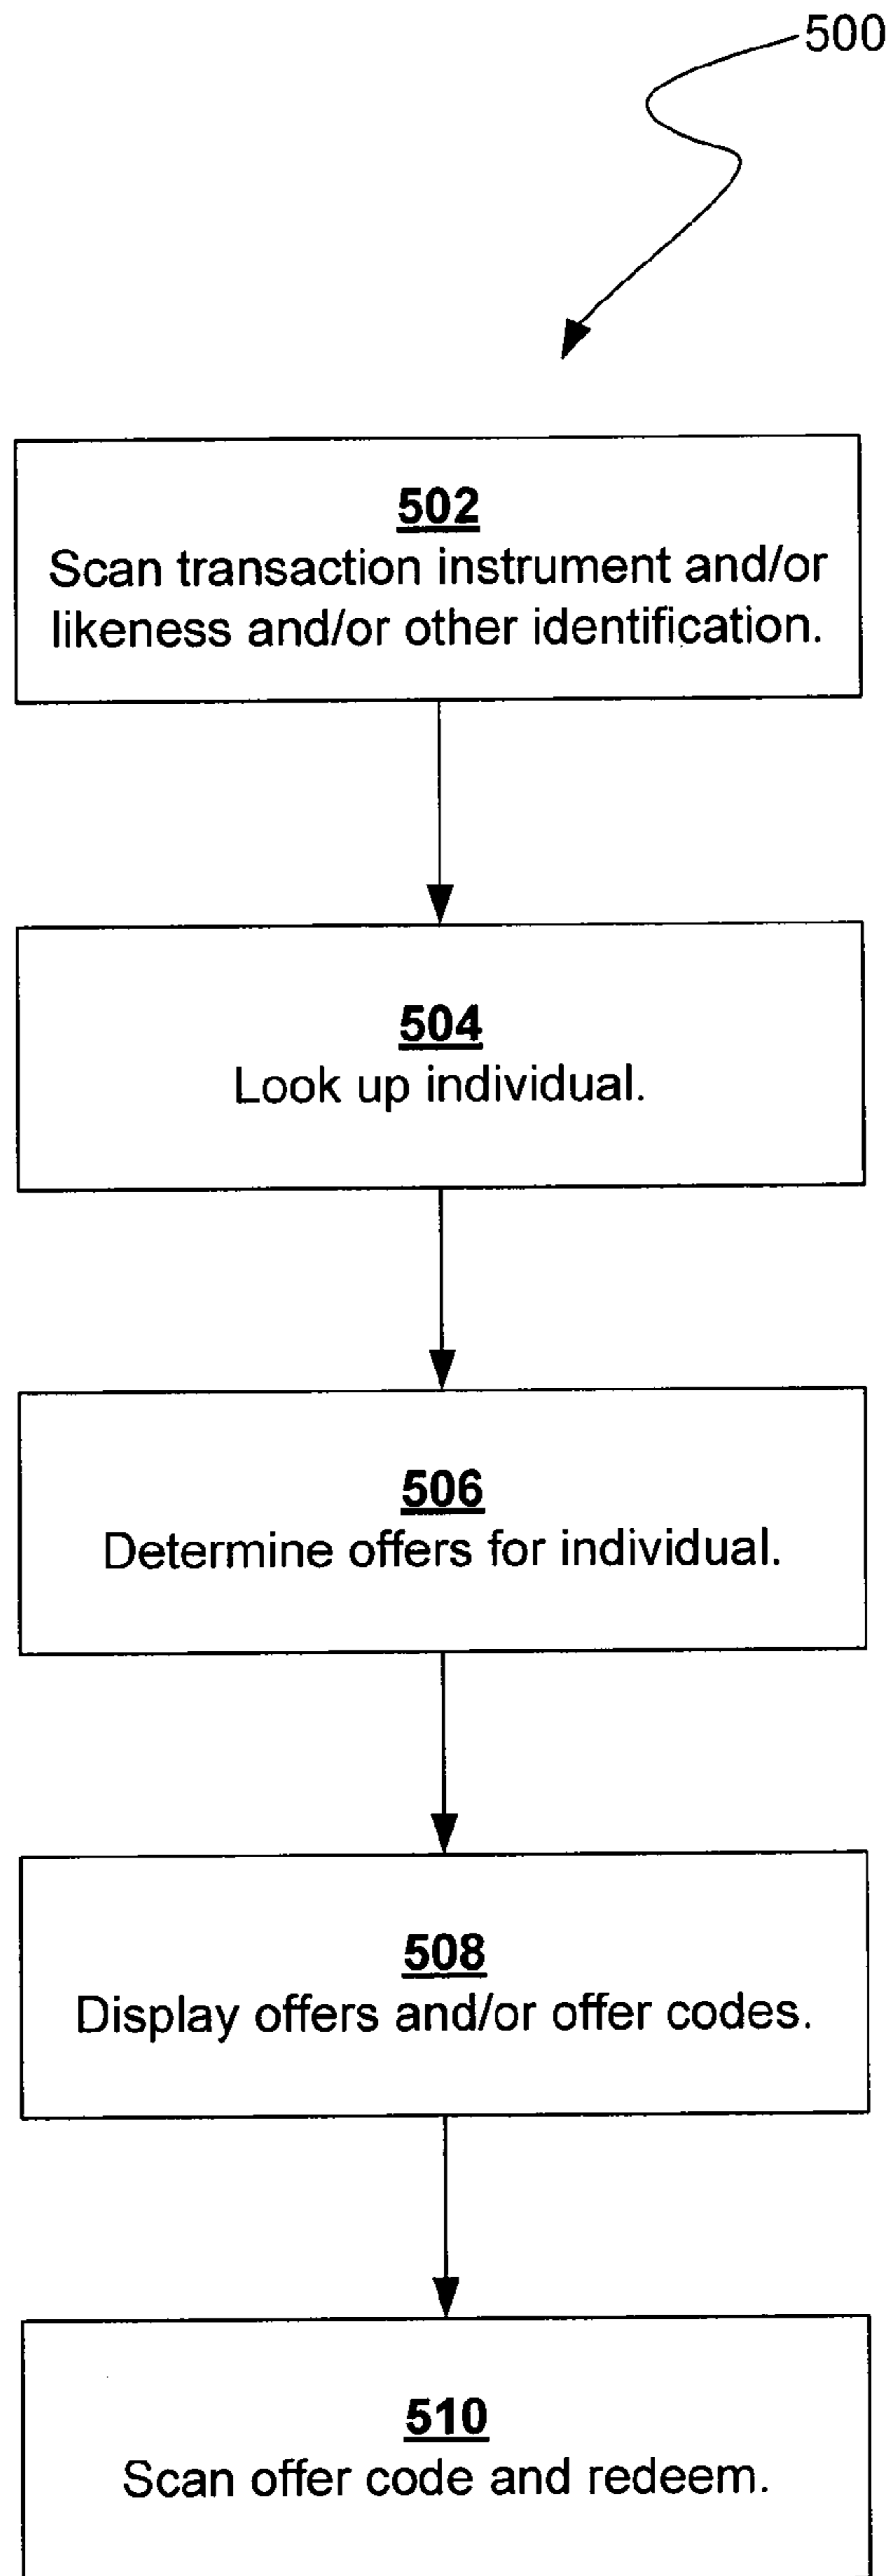 500
502
Scan transaction instrument and/or
likeness and/or other identification.
504
Look up individual.
506
Determine offers for individual.
508
Display offers and/or offer codes.
510
Scan offer code and redeem.